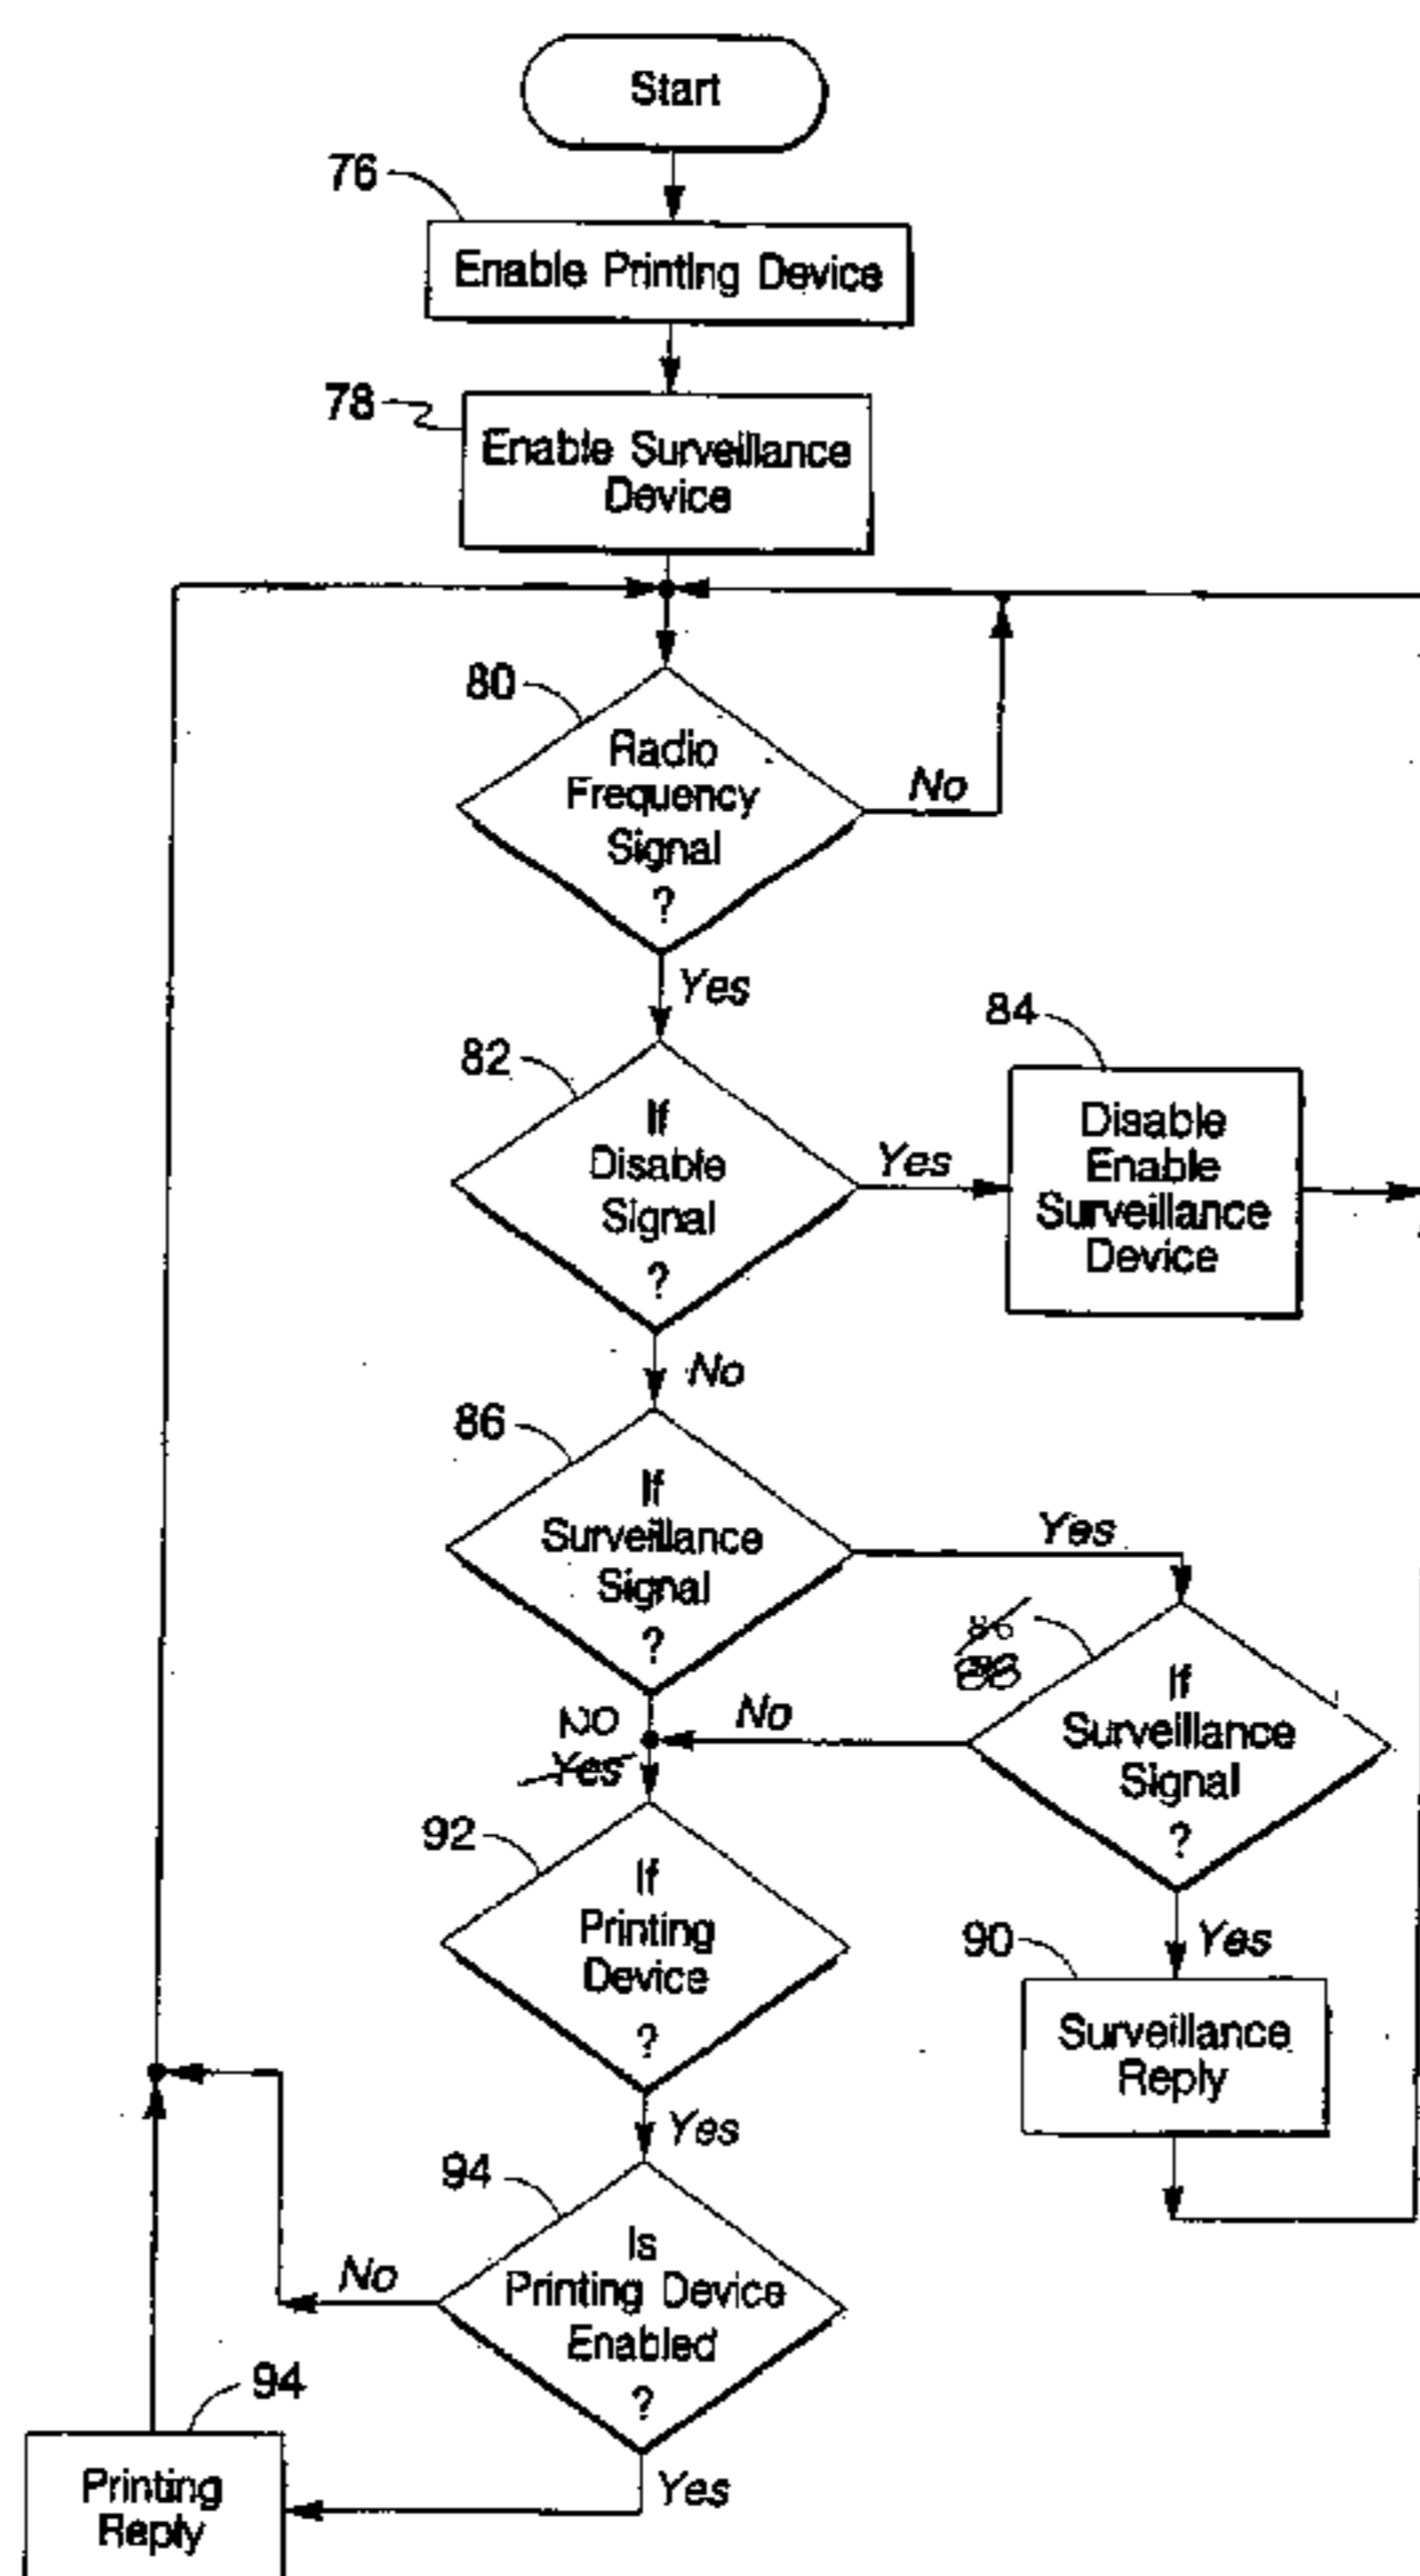 Start
76
Enable Printing Device
78
Enable Surveillance
Device
80
Radio
Frequency
Signal
?
No
Yes
82
If
Disable
Signal
?
Yes
84
Disable
Enable
Surveillance
Device
No
86
If
Surveillance
Signal
?
Yes
86
If
Surveillance
Signal
?
No
NO
Yes
92
If
Printing
Device
?
Yes
90
Surveillance
Reply
Yes
94
Is
Printing Device
Enabled
?
No
94
Yes
Printing
Reply